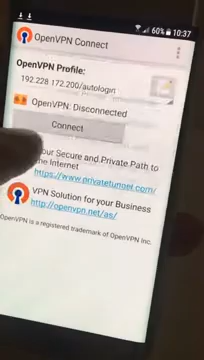 60% 10:37
OpenVPN Connect
OpenVPN Profile:
192.228.172.200/autologin
OpenVPN: Disconnected
Connect
our Secure and Private Path to
the Internet
https://www.privatetunnel.com/
VPN Solution for your Business
http://openvpn.net/as/
OpenVPN is a registered trademark of OpenVPN Inc.